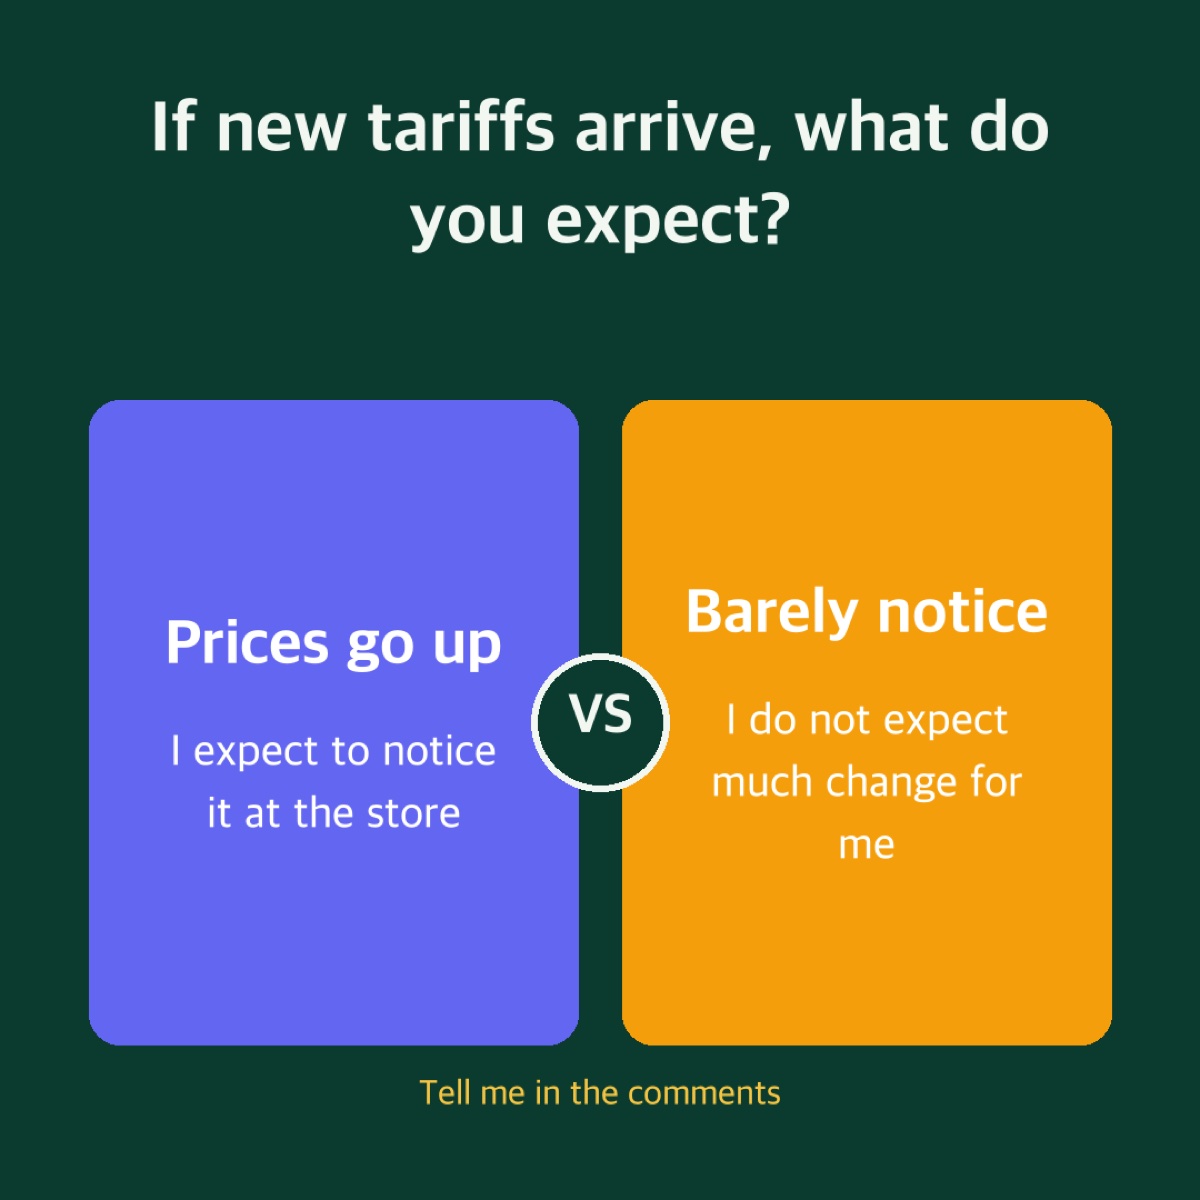 If new tariffs arrive, what do
you expect?
Prices go up
I expect to notice
it at the store
VS
Barely notice
I do not expect
much change for
me
Tell me in the comments